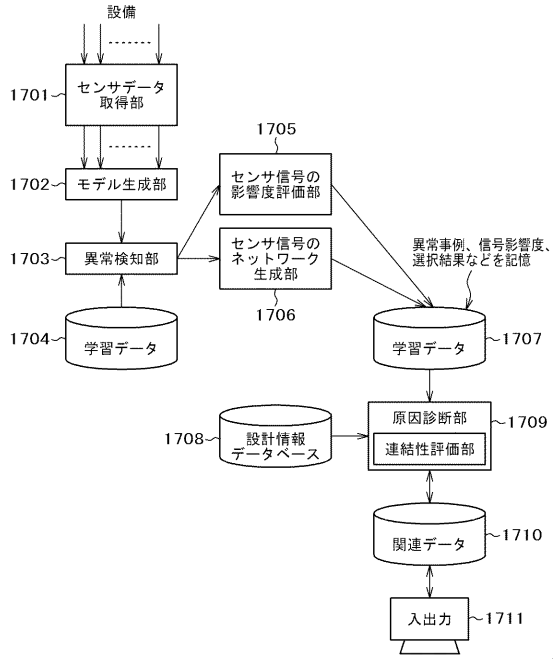 設備
1701
センサデータ
取得部
1702
モデル生成部
1703
異常検知部
1704
学習データ
1705
センサ信号の
影響度評価部
センサ信号の
ネットワーク
生成部
1706
異常事例、信号影響度、
選択結果などを記憶
学習データ
1707
1708
設計情報
データベース
原因診断部
連結性評価部
1709
関連データ
1710
入出力
1711